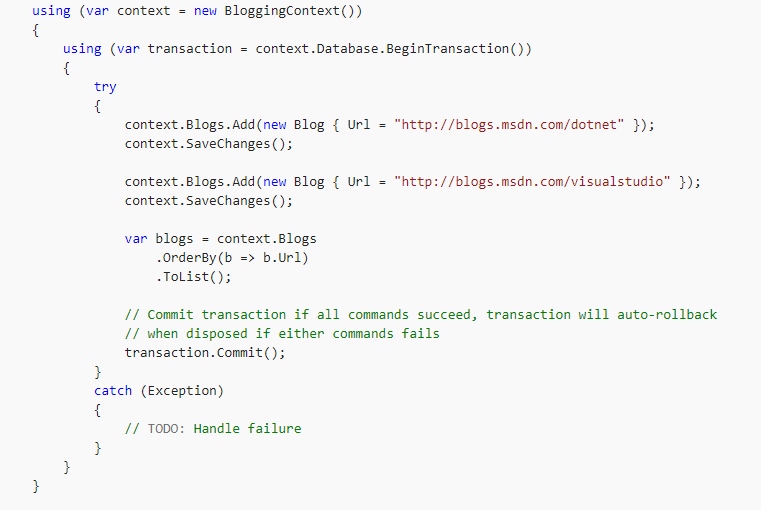 using (var context = new BloggingContext())
{
    using (var transaction = context.Database.BeginTransaction())
    {
        try
        {
            context.Blogs.Add(new Blog { Url = "http://blogs.msdn.com/dotnet" });
            context.SaveChanges();

            context.Blogs.Add(new Blog { Url = "http://blogs.msdn.com/visualstudio" });
            context.SaveChanges();

            var blogs = context.Blogs
                .OrderBy(b => b.Url)
                .ToList();

            // Commit transaction if all commands succeed, transaction will auto-rollback
            // when disposed if either commands fails
            transaction.Commit();
        }
        catch (Exception)
        {
            // TODO: Handle failure
        }
    }
}